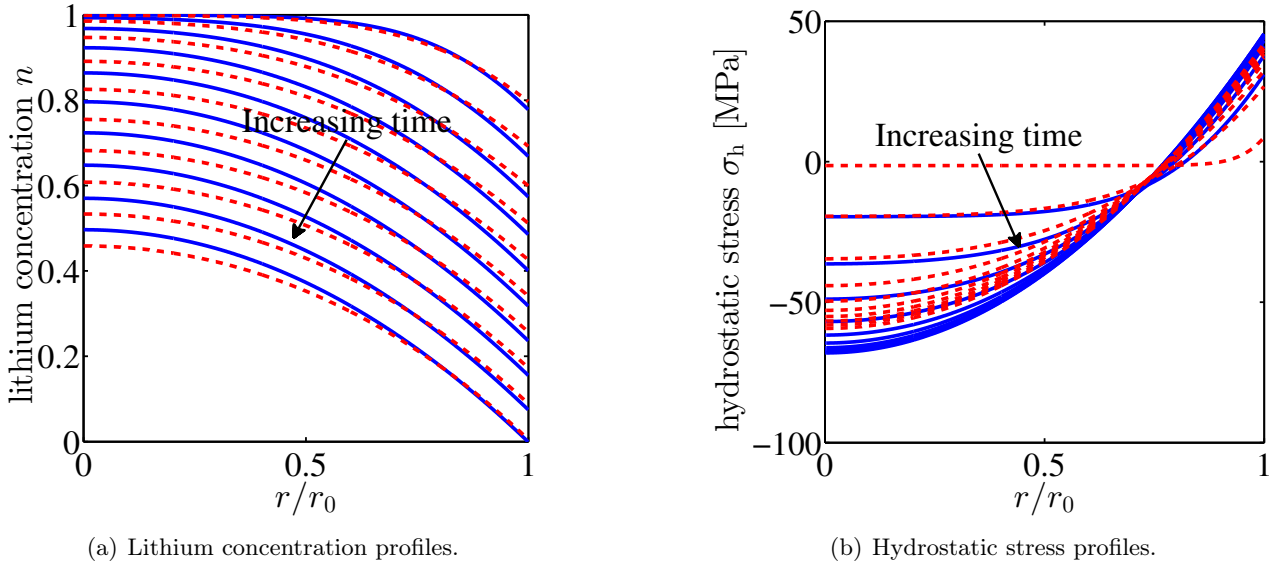 1
0.8
0.6
0.4
0.2
0
0
0.5
1
lithium concentration n
r/r₀
Increasing time
(a) Lithium concentration profiles.
50
0
−50
−100
0
0.5
1
hydrostatic stress σₕ [MPa]
r/r₀
Increasing time
(b) Hydrostatic stress profiles.